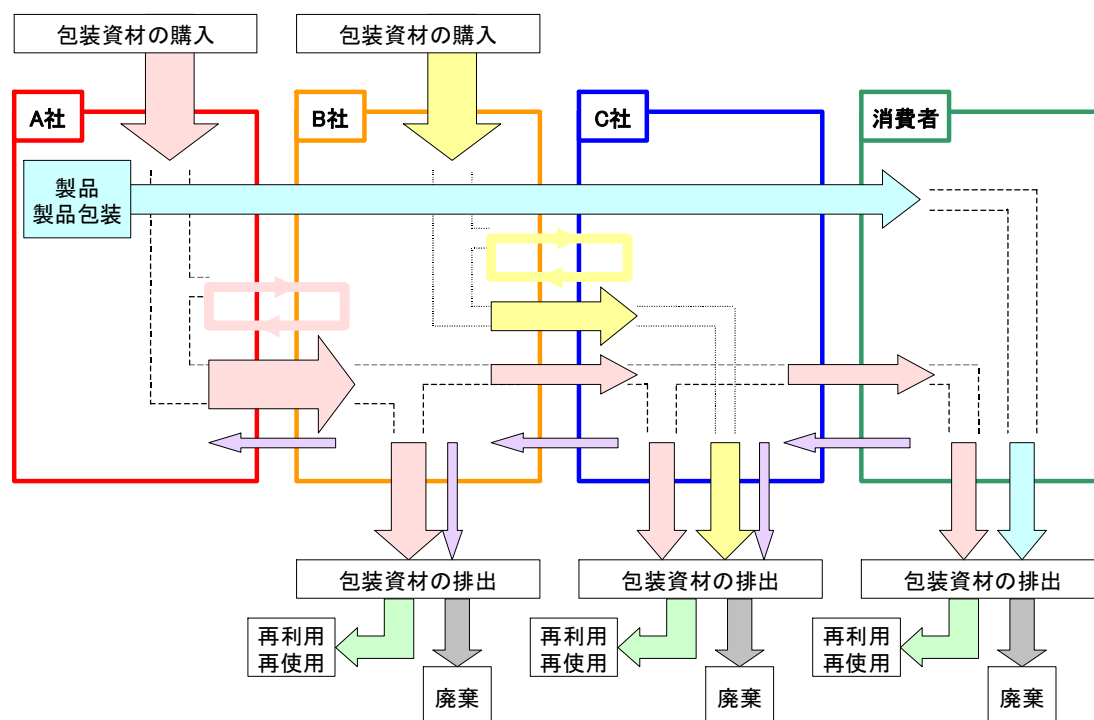 包装資材の購入
包装資材の購入
A社
B社
C社
消費者
製品
製品包装
包装資材の排出
包装資材の排出
包装資材の排出
再利用
再使用
再利用
再使用
再利用
再使用
廃棄
廃棄
廃棄